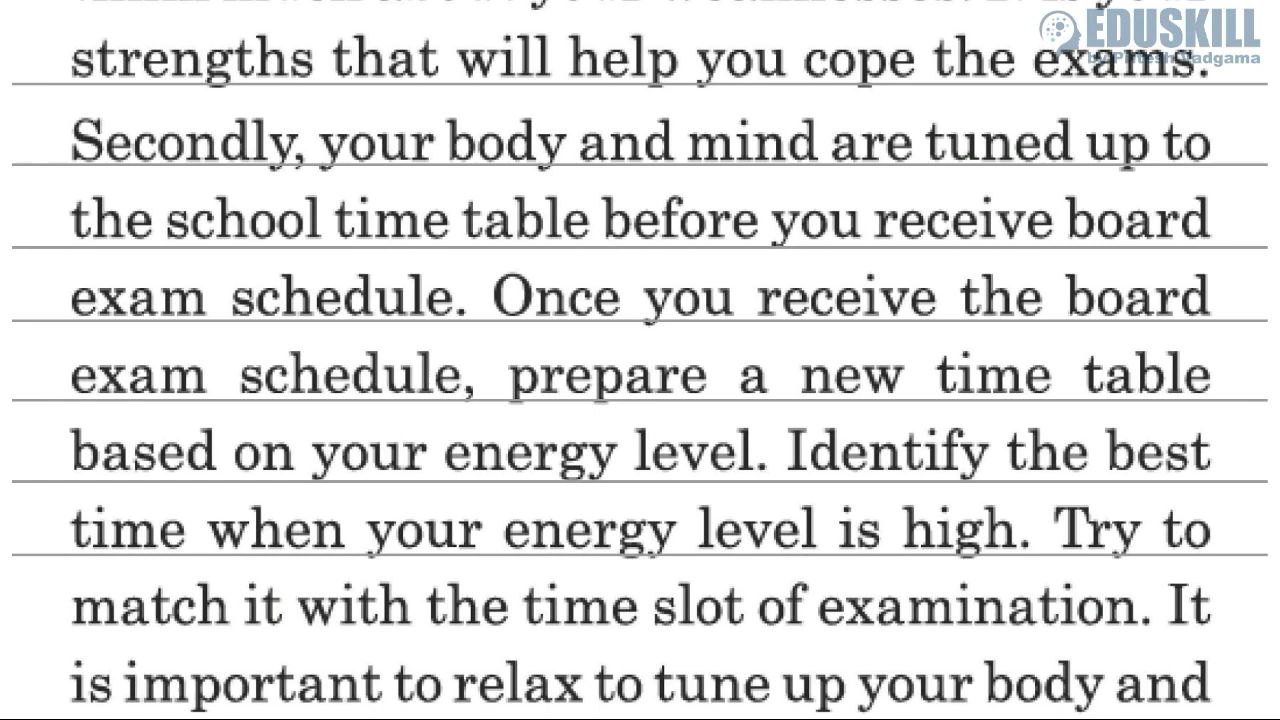 EDUSKILL
by Pritesh Vadgama
strengths that will help you cope the exams.
Secondly, your body and mind are tuned up to
the school time table before you receive board
exam schedule. Once you receive the board
exam schedule, prepare a new time table
based on your energy level. Identify the best
time when your energy level is high. Try to
match it with the time slot of examination. It
is important to relax to tune up your body and